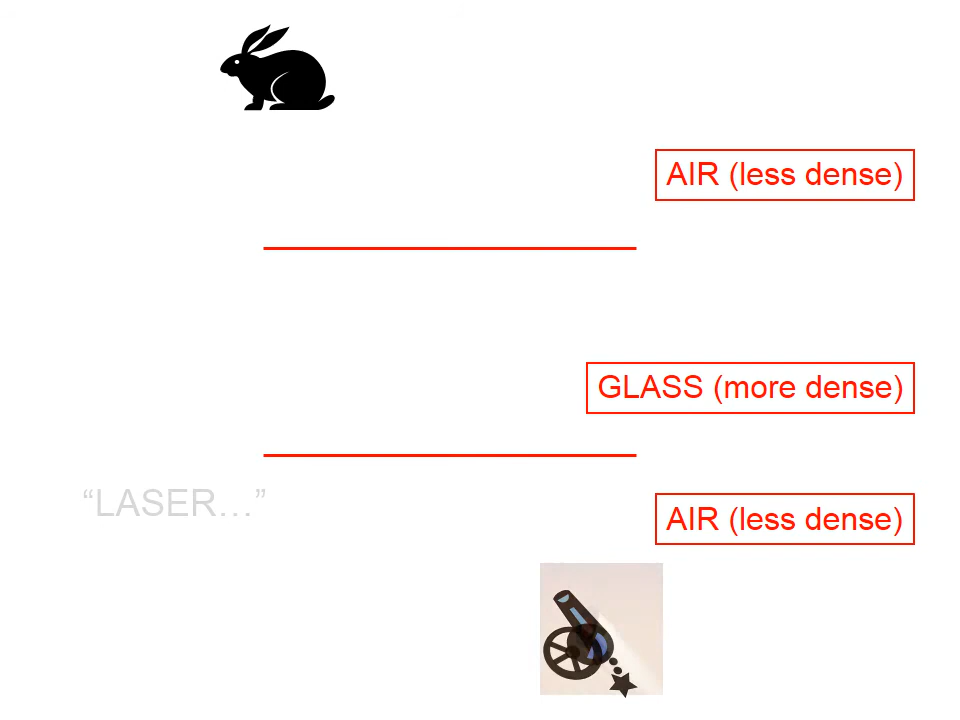 AIR (less dense)
GLASS (more dense)
“LASER…”
AIR (less dense)